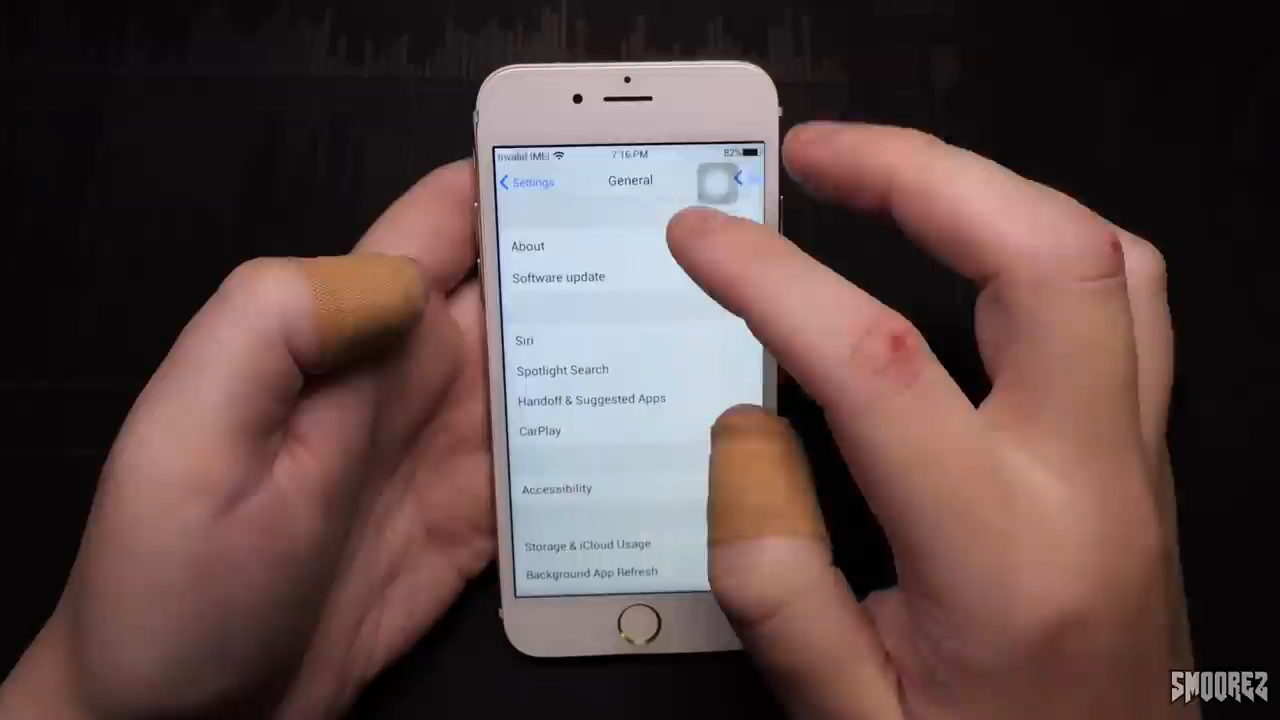 Invalid IMEI 7:16 PM 82%
Settings General
About
Software update
Siri
Spotlight Search
Handoff & Suggested Apps
CarPlay
Accessibility
Storage & iCloud Usage
Background App Refresh
SMOOREZ